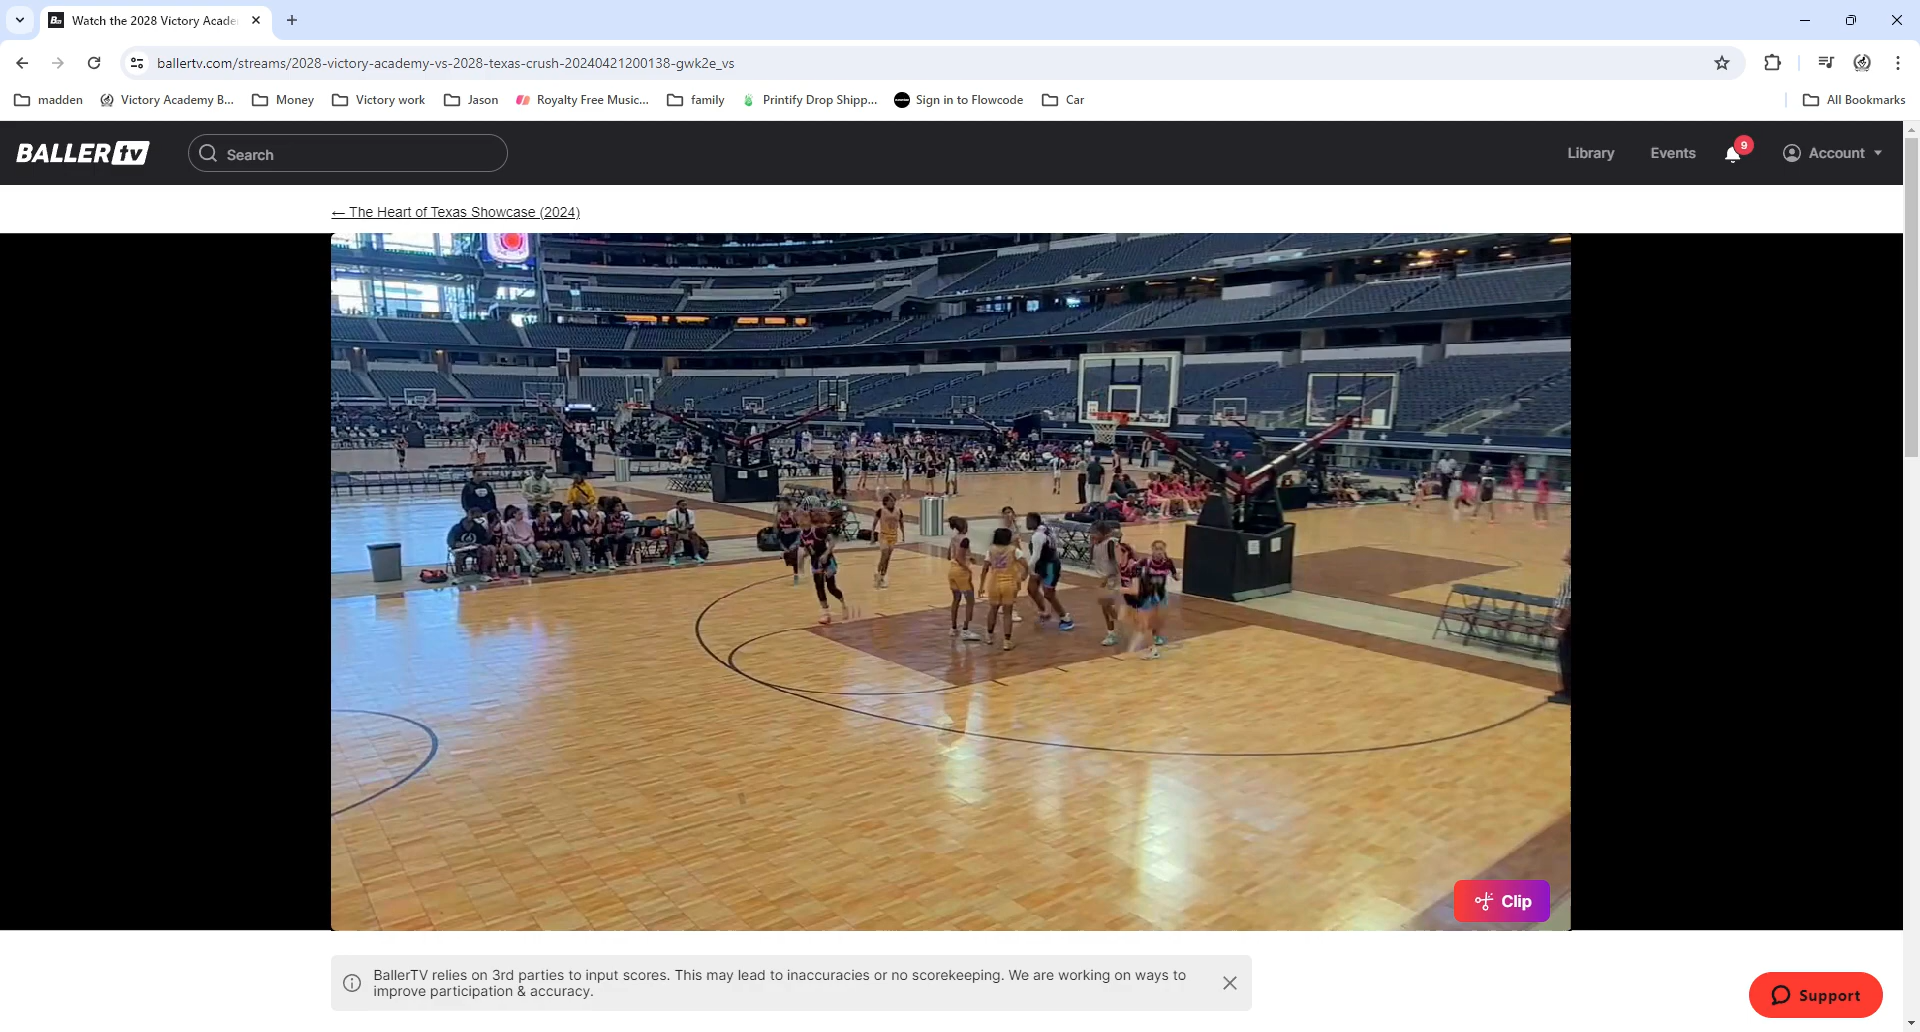 Watch the 2028 Victory Acade
ballertv.com/streams/2028-victory-academy-vs-2028-texas-crush-20240421200138-gwk2e_vs
madden
Victory Academy B...
Money
Victory work
Jason
Royalty Free Music...
family
Printify Drop Shipp...
Sign in to Flowcode
Car
All Bookmarks
BALLER tv
Search
Library
Events
9
Account
← The Heart of Texas Showcase (2024)
Clip
BallerTV relies on 3rd parties to input scores. This may lead to inaccuracies or no scorekeeping. We are working on ways to
improve participation & accuracy.
Support